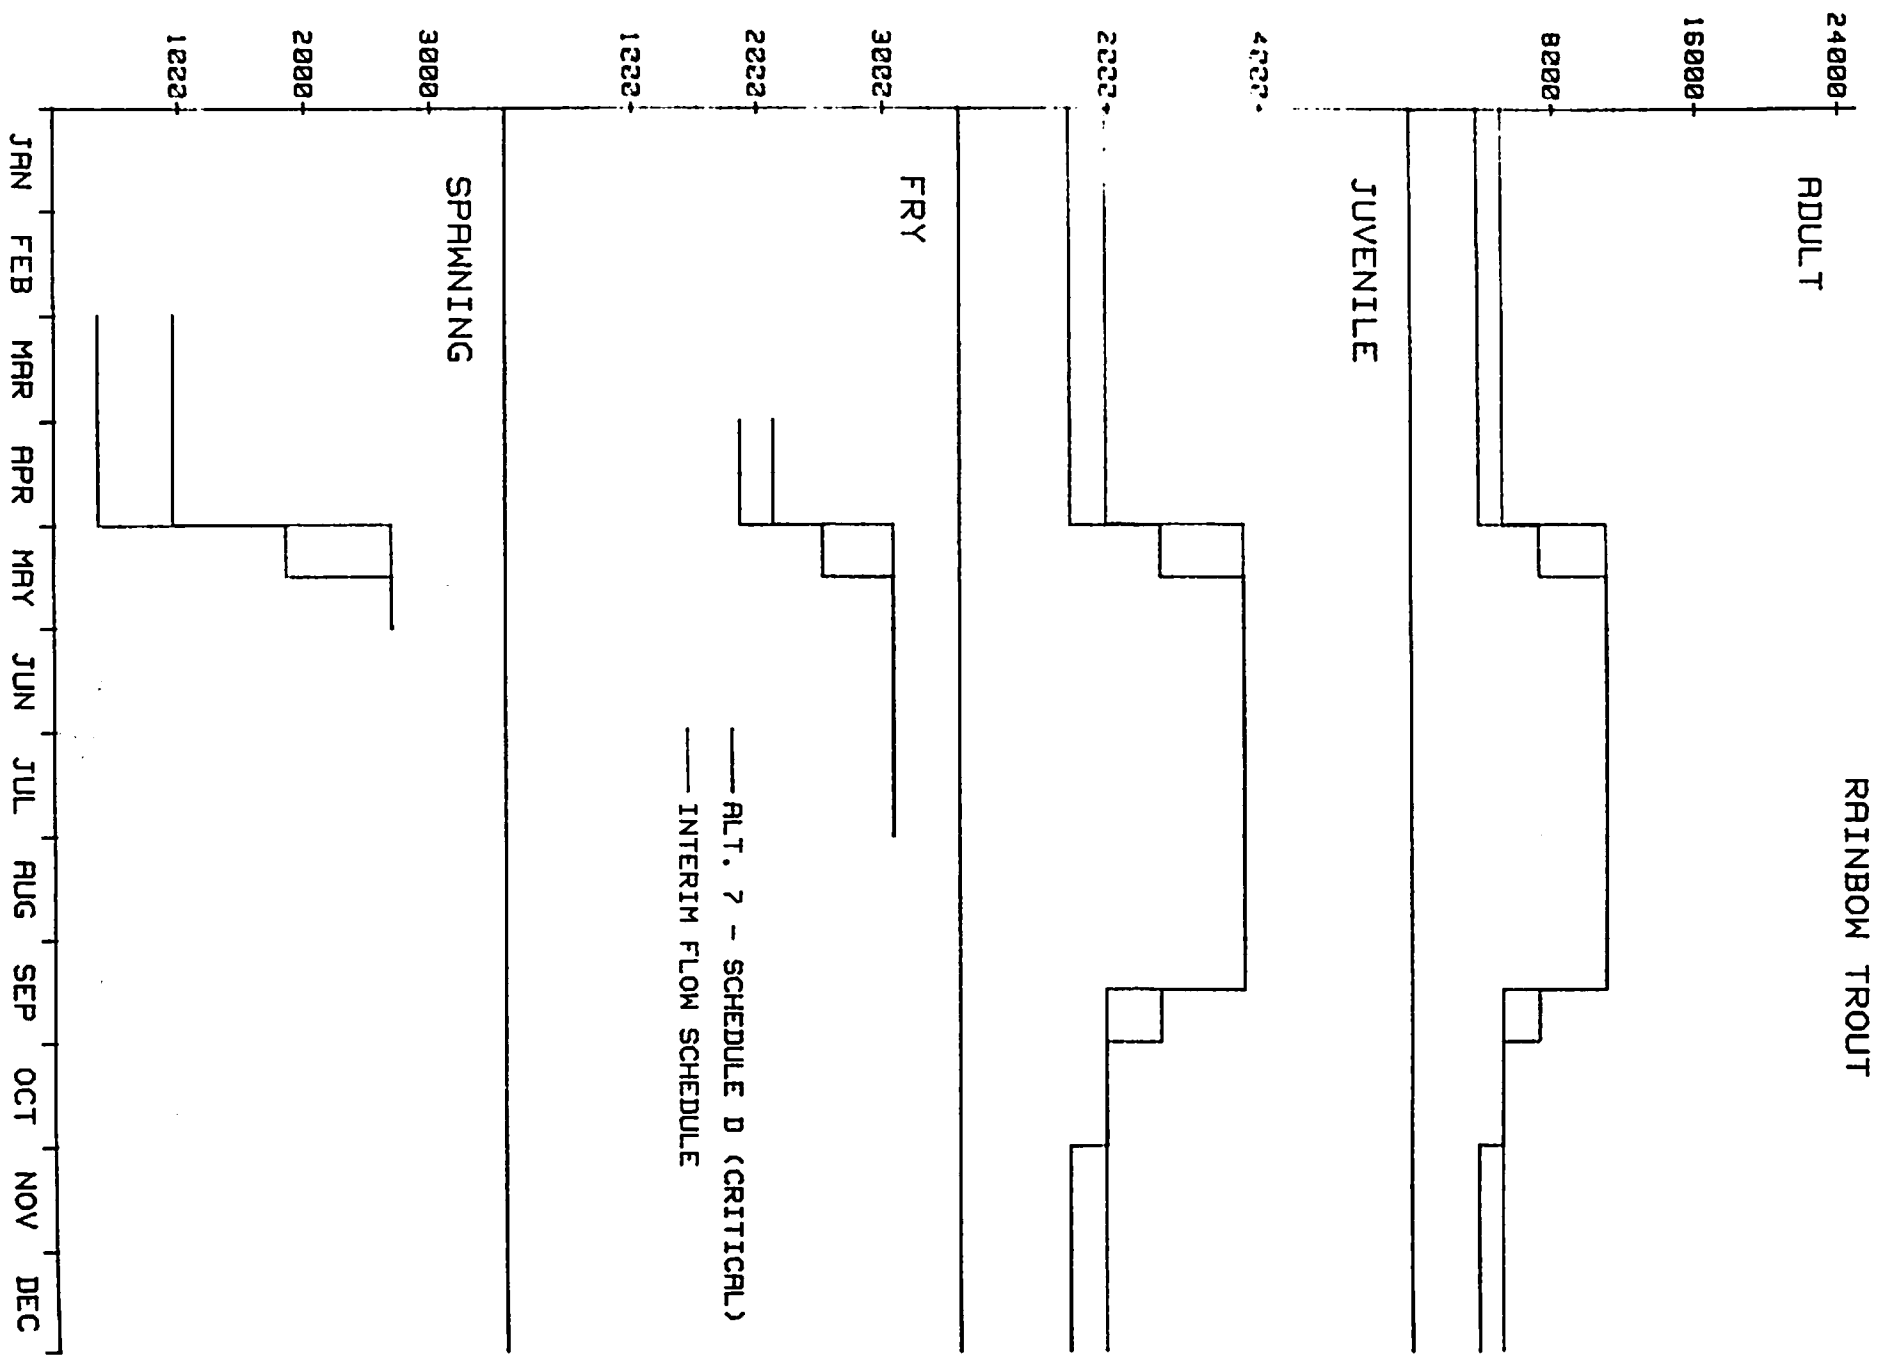 RAINBOW TROUT
ADULT
24000
16000
8000
JUVENILE
FRY
3000
ALT. 7 - SCHEDULE D (CRITICAL)
INTERIM FLOW SCHEDULE
SPAWNING
3000
2000
JAN FEB MAR APR MAY JUN JUL AUG SEP OCT NOV DEC